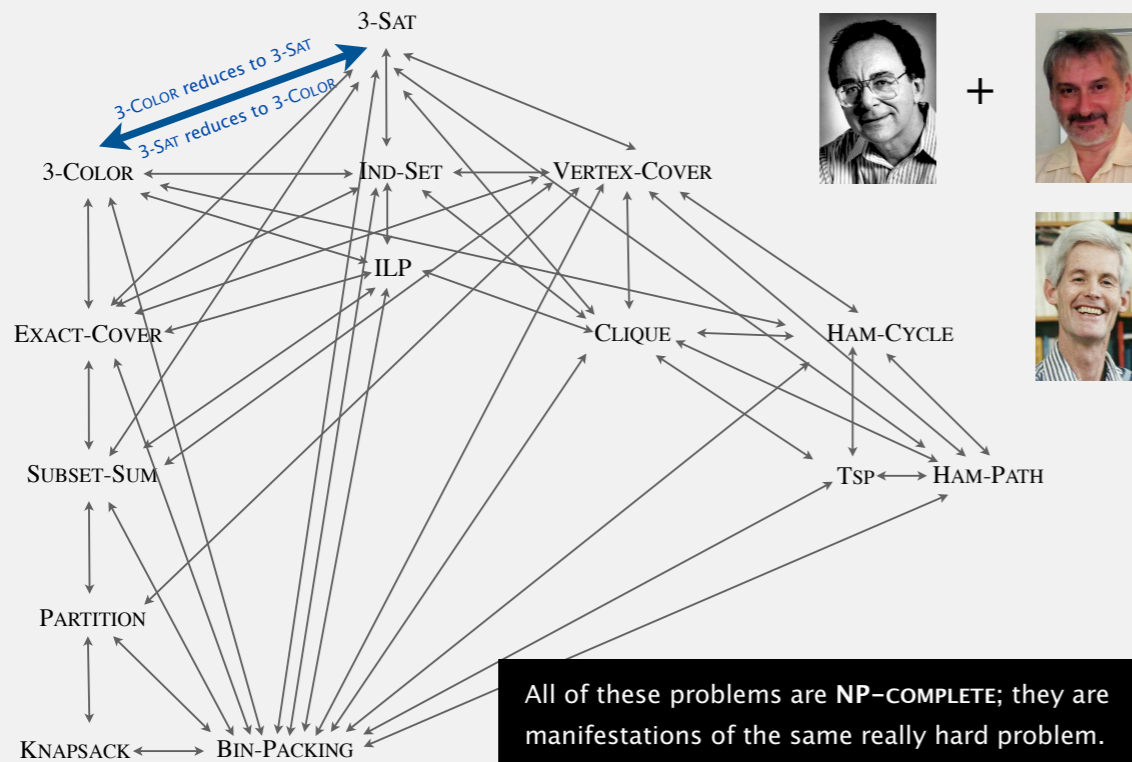 3-SAT
3-COLOR reduces to 3-SAT
3-SAT reduces to 3-COLOR
+
3-COLOR
IND-SET
VERTEX-COVER
ILP
EXACT-COVER
CLIQUE
HAM-CYCLE
SUBSET-SUM
TSP
HAM-PATH
PARTITION
KNAPSACK
BIN-PACKING
All of these problems are NP-COMPLETE; they are
manifestations of the same really hard problem.